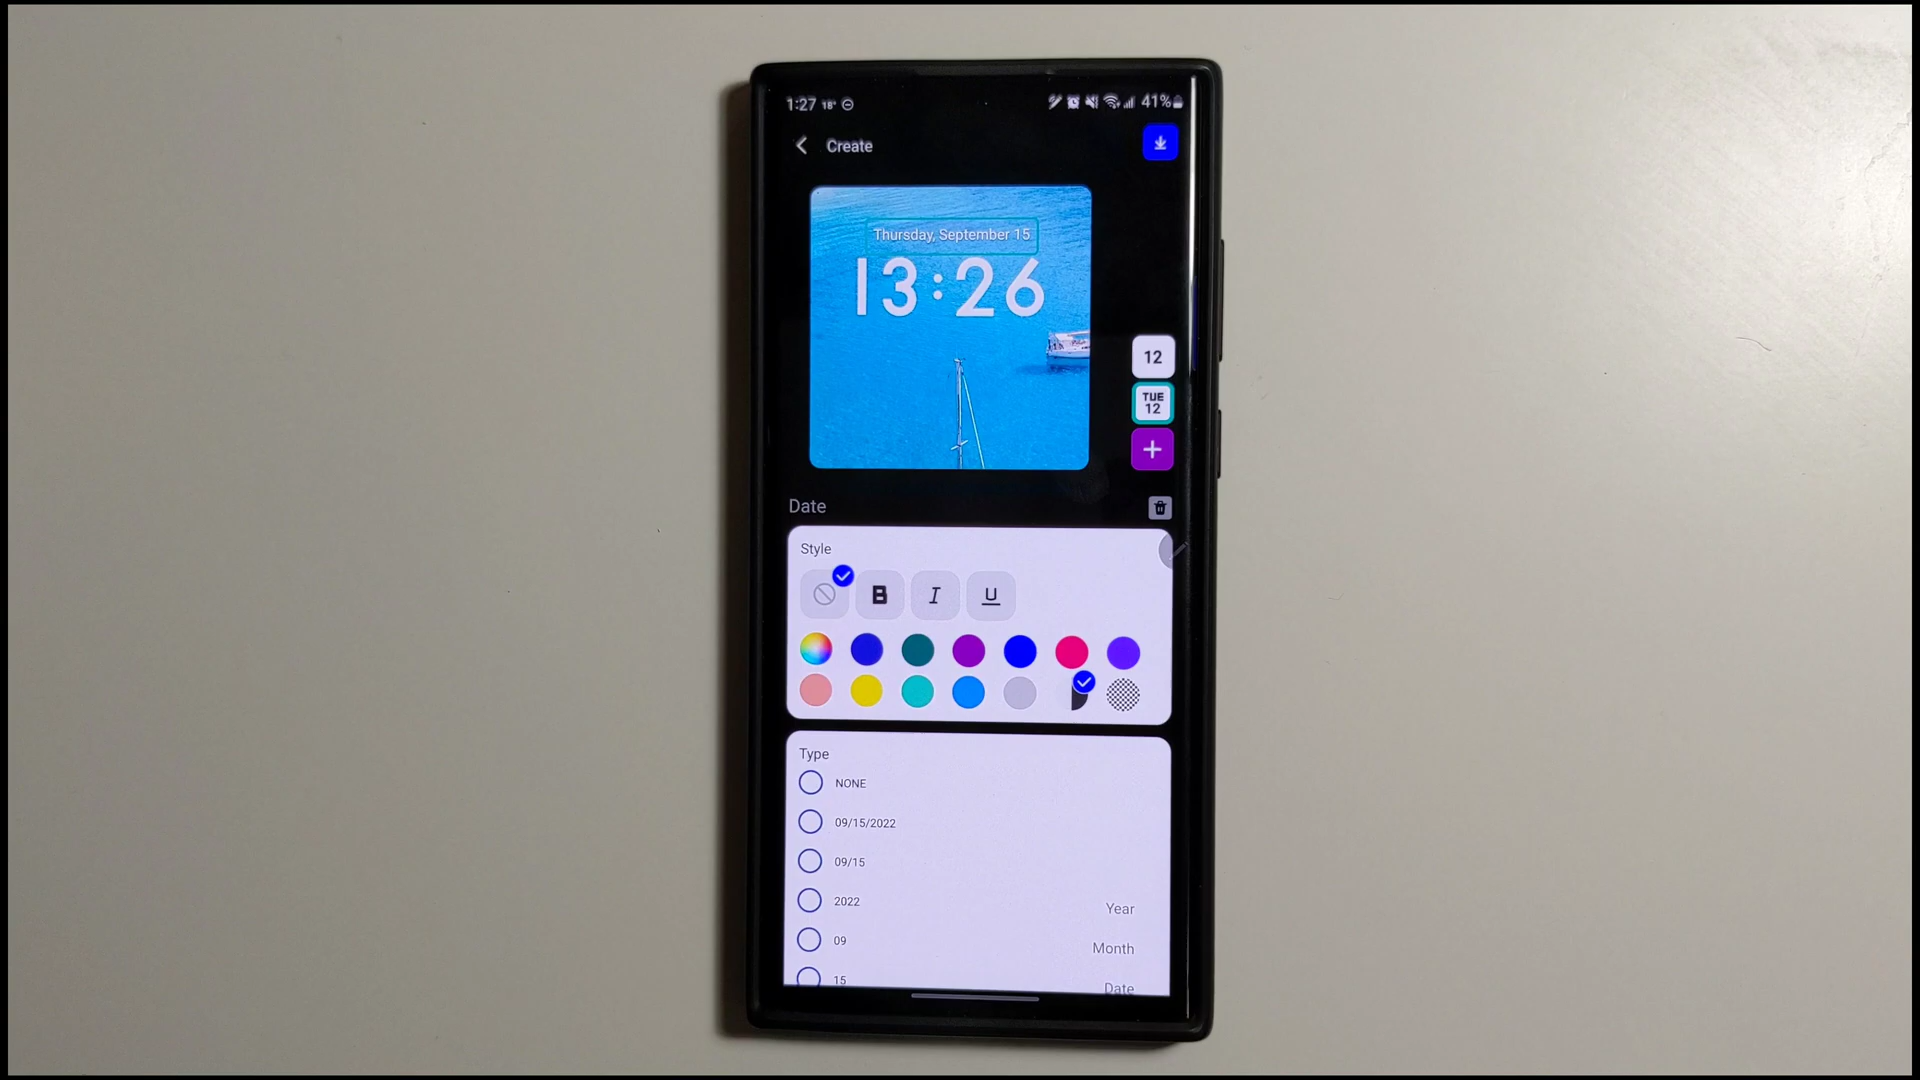 1:27 18° 41%
Create
Thursday, September 15
13:26
12
TUE
12
Date
Style
B I U
Type
NONE
09/15/2022
09/15
2022 Year
09 Month
15 Date